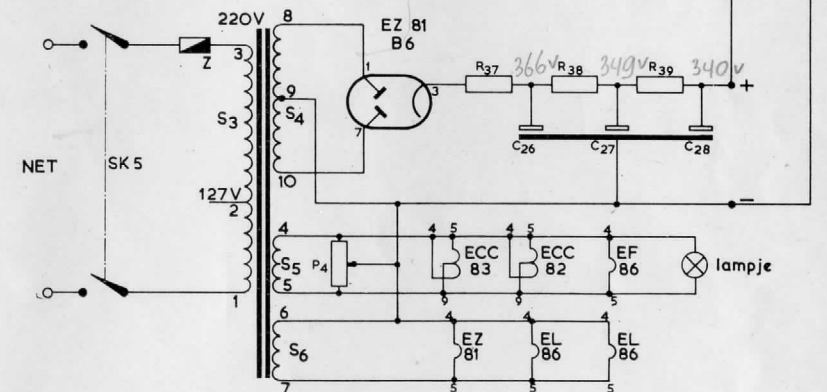 220V 8
EZ 81
B6
3 Z
1 3
R37 366v R38 349v R39 340v
+
9
S3 S4
7
C26 C27 C28
NET SK5
10
127V
2
–
4 4 5 4 5 4
P4 S5 ECC 83 ECC 82 EF 86 lampje
1 5 9 9 5
6 4 4 4
S6 EZ 81 EL 86 EL 86
7 5 5 5